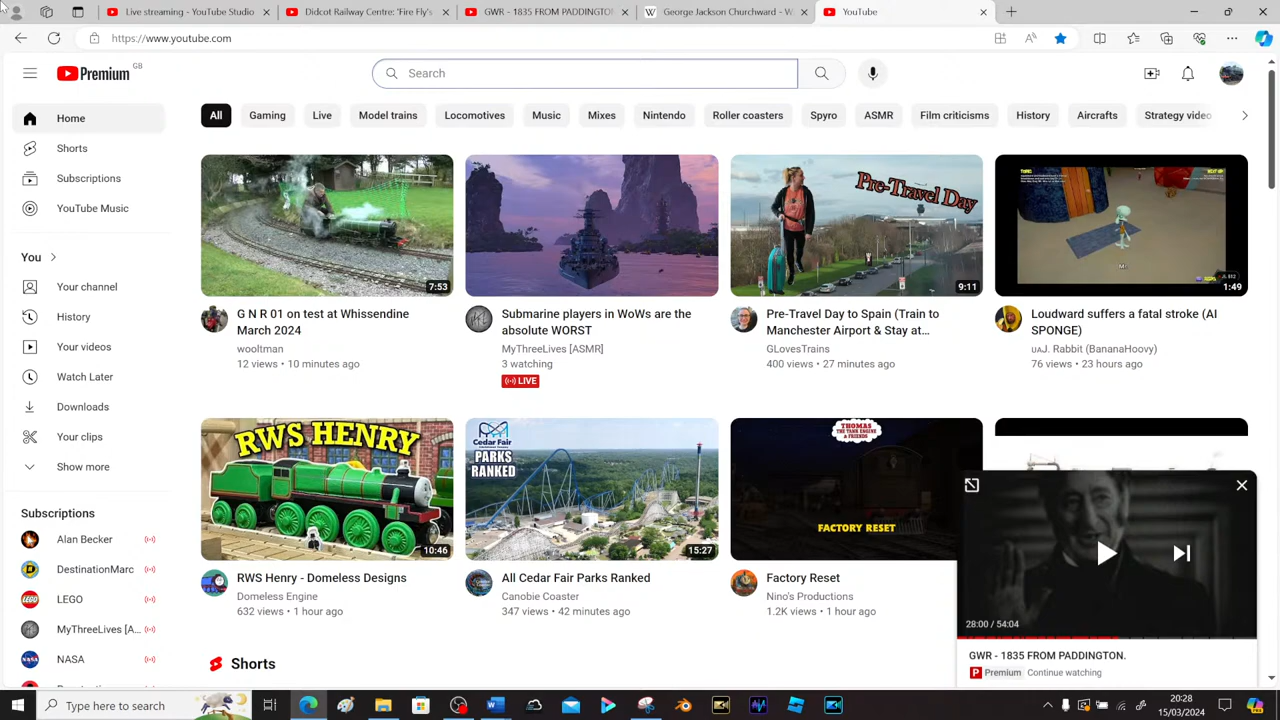 Live streaming - YouTube Studio
Didcot Railway Centre: 'Fire Fly's
GWR - 1835 FROM PADDINGTO
George Jackson Churchward - W
YouTube
https://www.youtube.com
Premium GB
Search
All
Gaming
Live
Model trains
Locomotives
Music
Mixes
Nintendo
Roller coasters
Spyro
ASMR
Film criticisms
History
Aircrafts
Strategy video
Home
Shorts
Subscriptions
YouTube Music
You
Your channel
History
Your videos
Watch Later
Downloads
Your clips
Show more
Subscriptions
Alan Becker
DestinationMarc
LEGO
MyThreeLives [A...
NASA
7:53
G N R 01 on test at Whissendine
March 2024
wooltman
12 views • 10 minutes ago
Submarine players in WoWs are the
absolute WORST
MyThreeLives [ASMR]
3 watching
LIVE
Pre-Travel Day
9:11
Pre-Travel Day to Spain (Train to
Manchester Airport & Stay at...
GLovesTrains
400 views • 27 minutes ago
1:49
Loudward suffers a fatal stroke (AI
SPONGE)
ᴜᴀJ. Rabbit (BananaHoovy)
76 views • 23 hours ago
RWS HENRY
10:46
RWS Henry - Domeless Designs
Domeless Engine
632 views • 1 hour ago
Cedar Fair
PARKS
RANKED
15:27
All Cedar Fair Parks Ranked
Canobie Coaster
347 views • 42 minutes ago
THOMAS
THE TANK ENGINE
& FRIENDS
FACTORY RESET
Factory Reset
Nino's Productions
1.2K views • 1 hour ago
28:00 / 54:04
GWR - 1835 FROM PADDINGTON.
Premium Continue watching
Shorts
Type here to search
20:28
15/03/2024